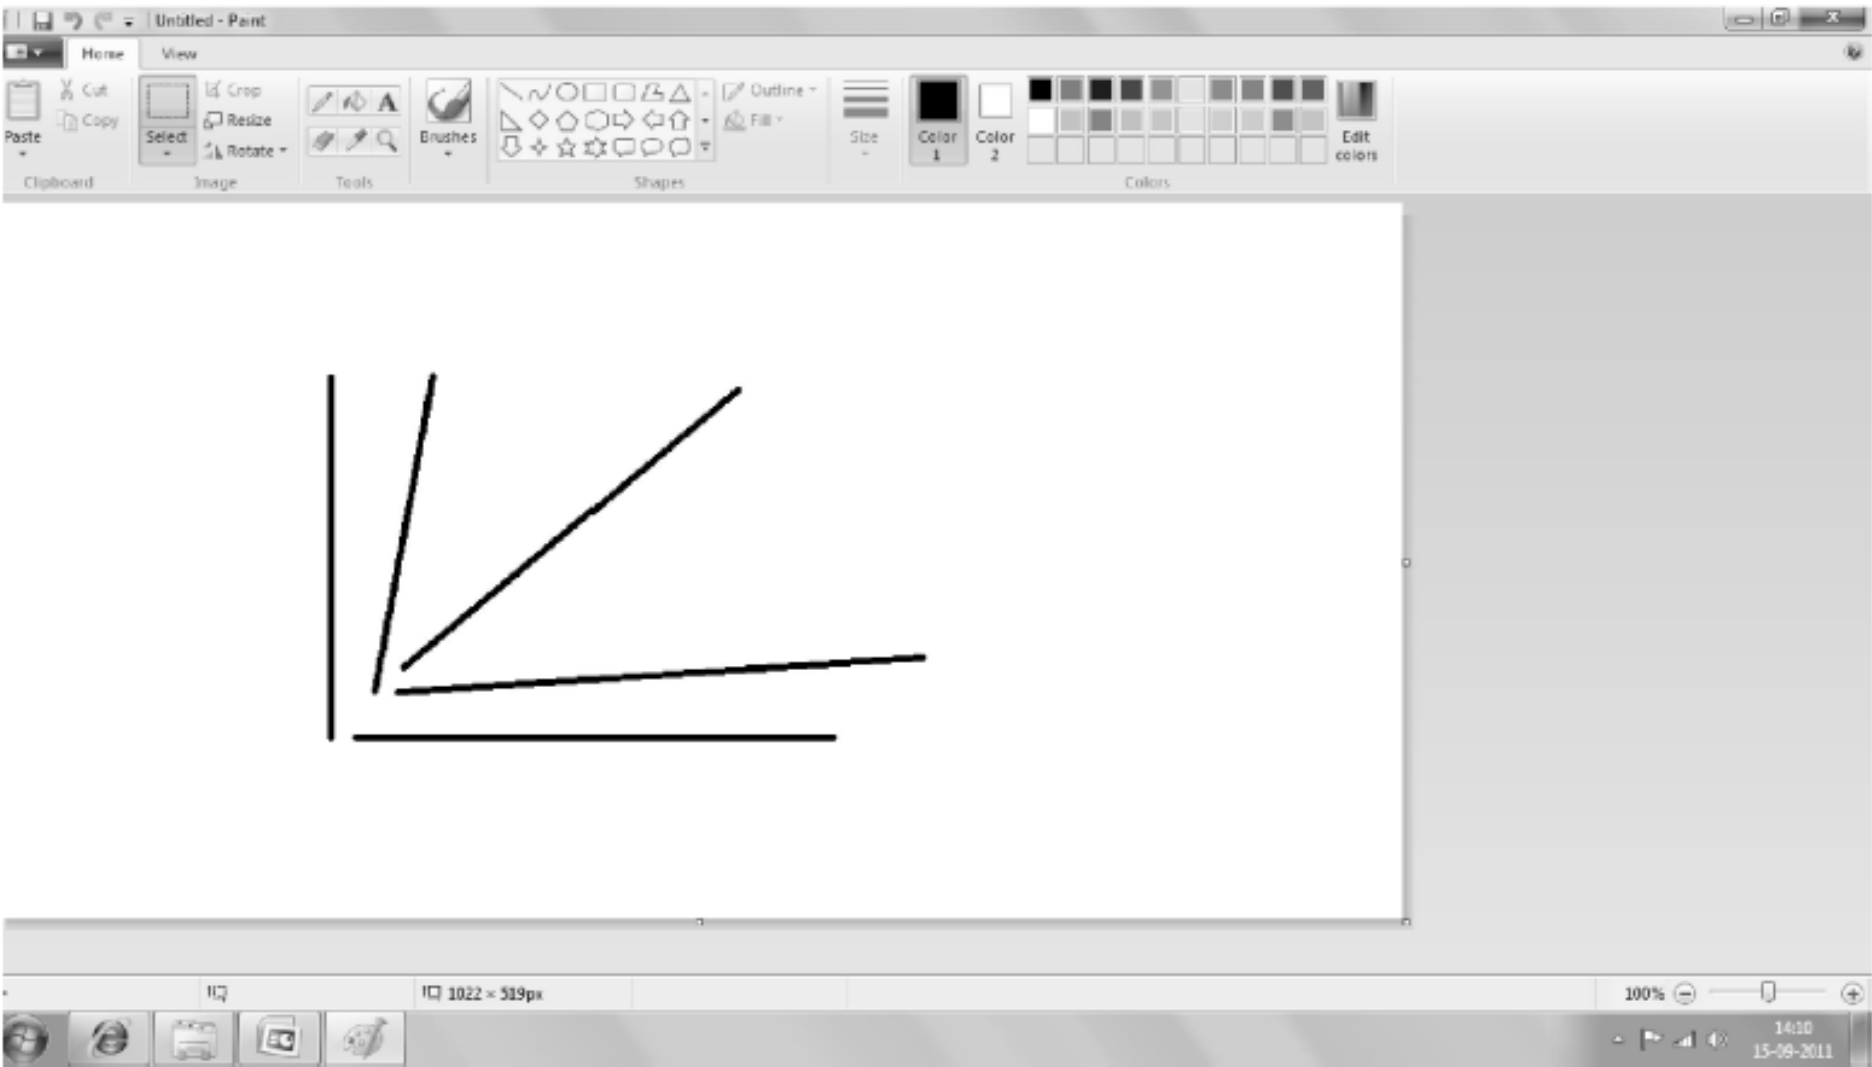 Untitled - Paint
Home View
Cut
Copy
Paste
Clipboard
Select
Crop
Resize
Rotate
Image
A
Tools
Brushes
Shapes
Outline
Fill
Size
Color
1
Color
2
Edit
colors
Colors
1022 × 519px
100%
14:10
15-09-2011